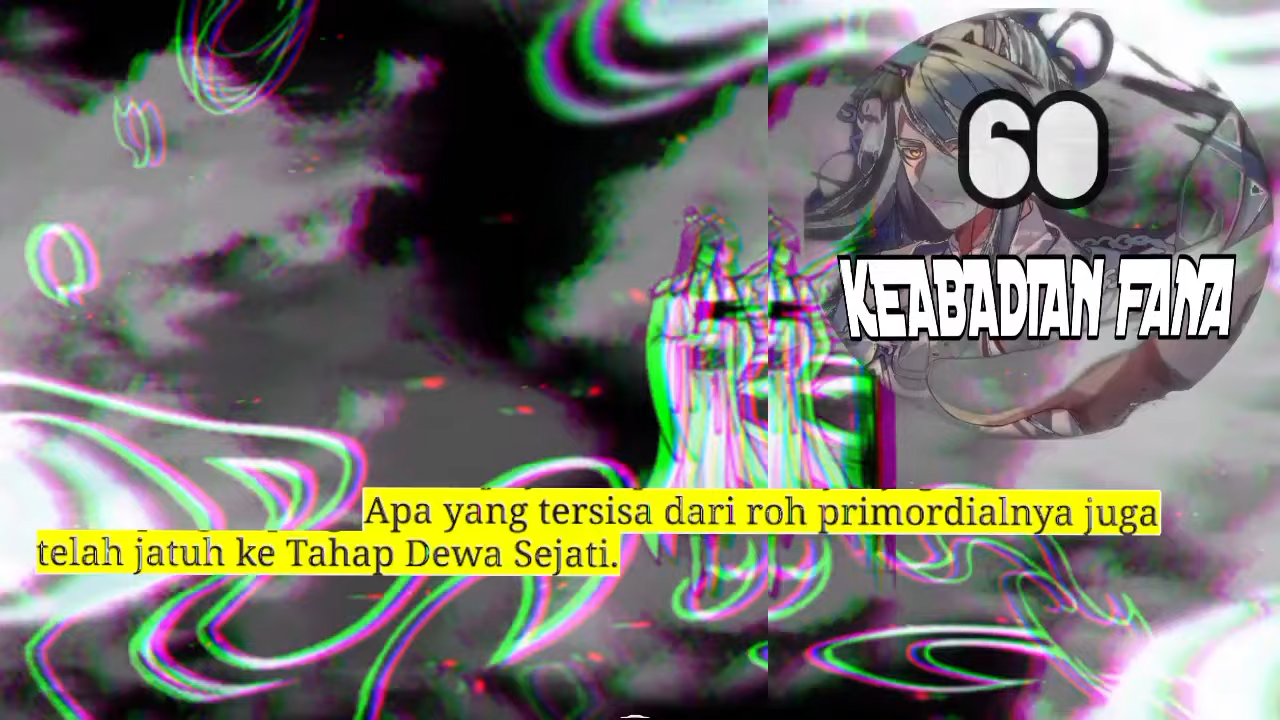 60
KEABADIAN FANA
Apa yang tersisa dari roh primordialnya juga
telah jatuh ke Tahap Dewa Sejati.